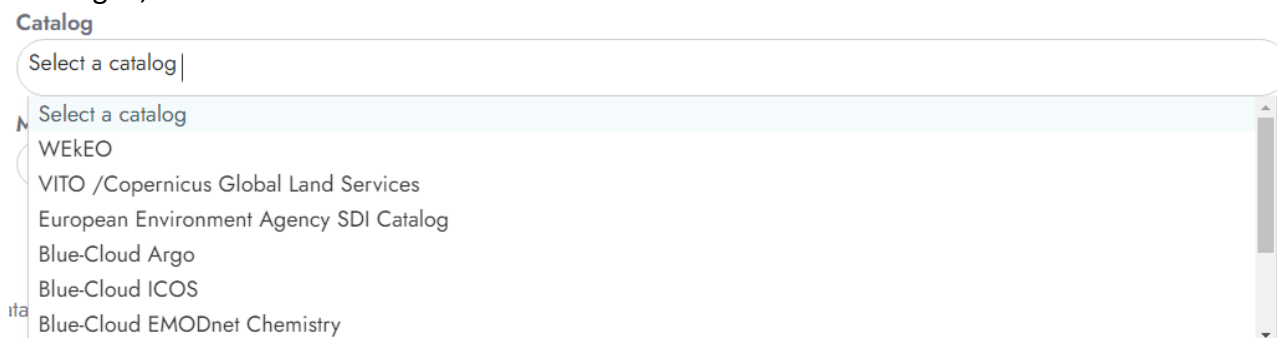 Catalog
Select a catalog
Select a catalog
WEkEO
VITO /Copernicus Global Land Services
European Environment Agency SDI Catalog
Blue-Cloud Argo
Blue-Cloud ICOS
Blue-Cloud EMODnet Chemistry